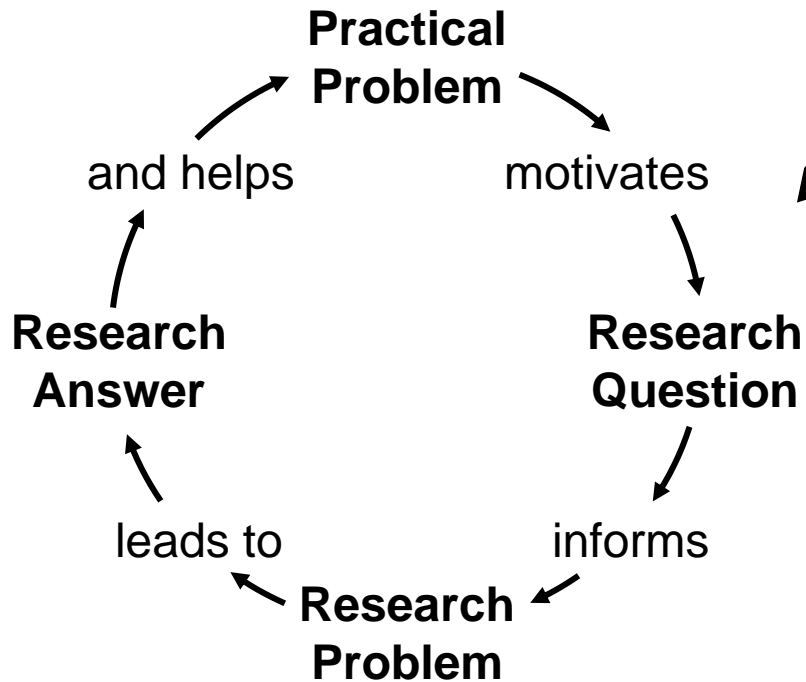 Practical
Problem
and helps
motivates
Research
Answer
Research
Question
leads to
informs
Research
Problem